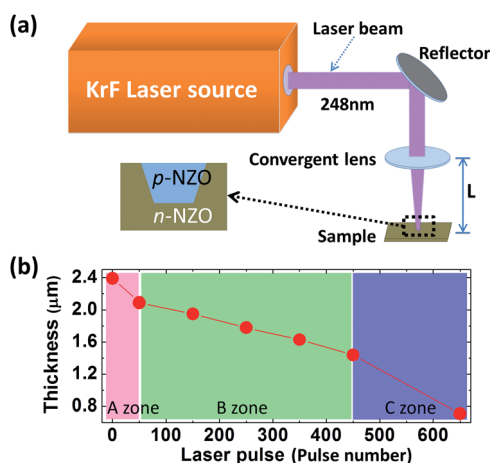 (a)
Laser beam
Reflector
KrF Laser source
248nm
Convergent lens
p-NZO
n-NZO
L
Sample
(b)
Thickness (μm)
2.4
2.0
1.6
1.2
0.8
A zone
B zone
C zone
0 100 200 300 400 500 600
Laser pulse (Pulse number)